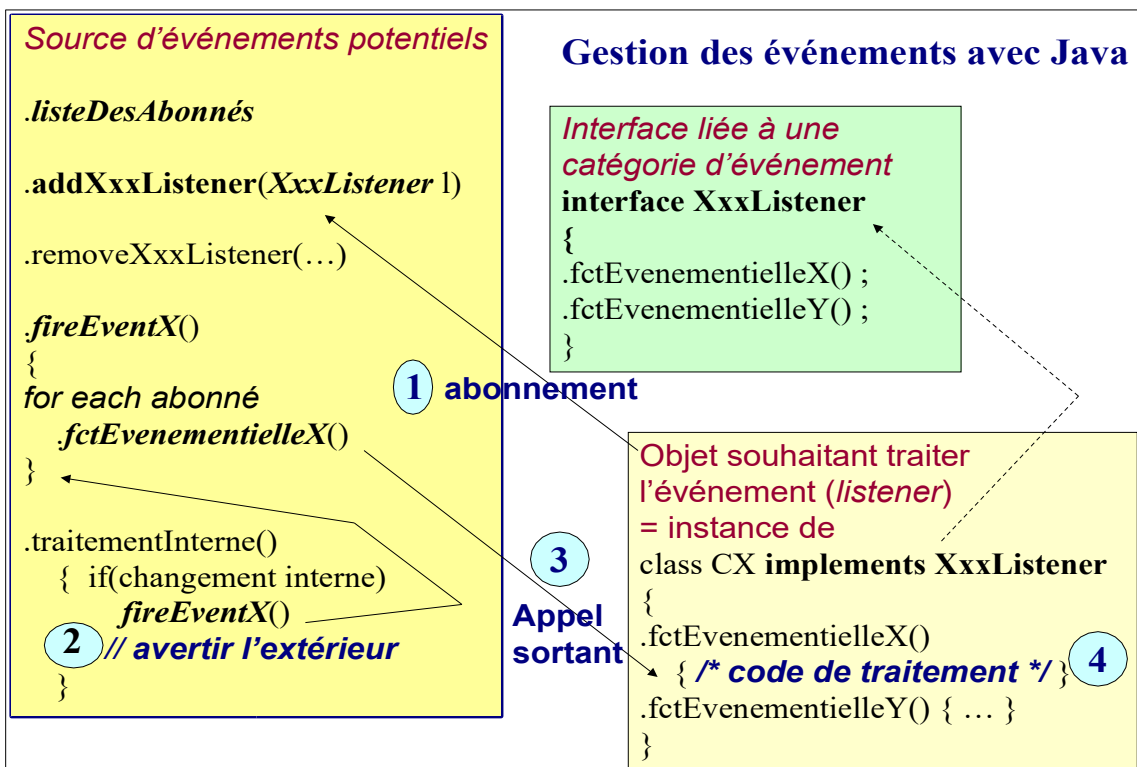 Source d’événements potentiels
.listeDesAbonnés
.addXxxListener(XxxListener l)
.removeXxxListener(…)
.fireEventX()
{
for each abonné
.fctEvenementielleX()
}
.traitementInterne()
{ if(changement interne)
fireEventX()
2 // avertir l’extérieur
}
Gestion des événements avec Java
Interface liée à une
catégorie d’événement
interface XxxListener
{
.fctEvenementielleX() ;
.fctEvenementielleY() ;
}
1 abonnement
3
Appel
sortant
Objet souhaitant traiter
l’événement (listener)
= instance de
class CX implements XxxListener
{
.fctEvenementielleX()
{ /* code de traitement */ }
4
.fctEvenementielleY() { … }
}